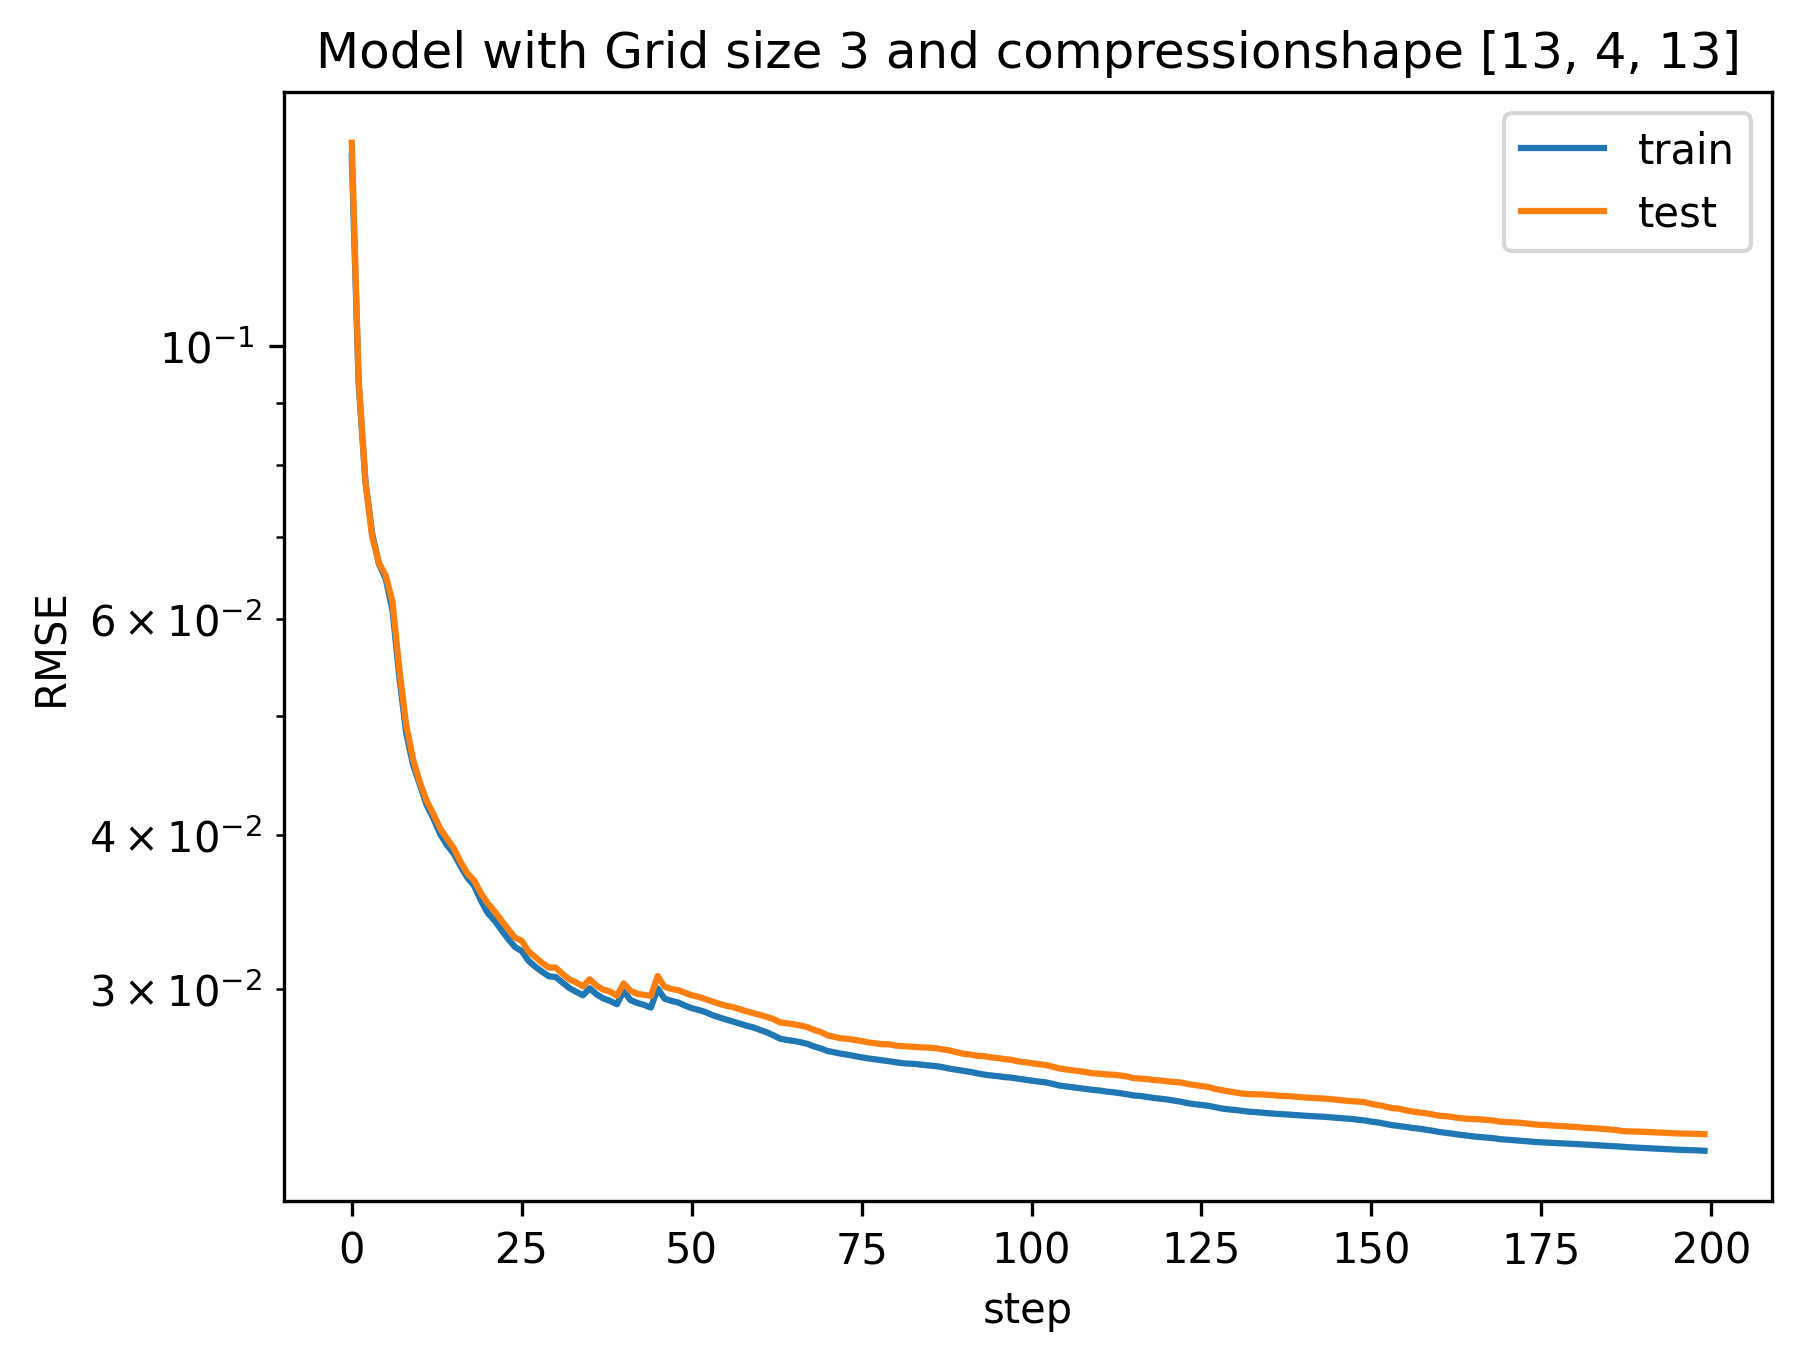 Model with Grid size 3 and compressionshape [13, 4, 13]
train
test
10⁻¹
6 × 10⁻²
4 × 10⁻²
3 × 10⁻²
RMSE
0 25 50 75 100 125 150 175 200
step